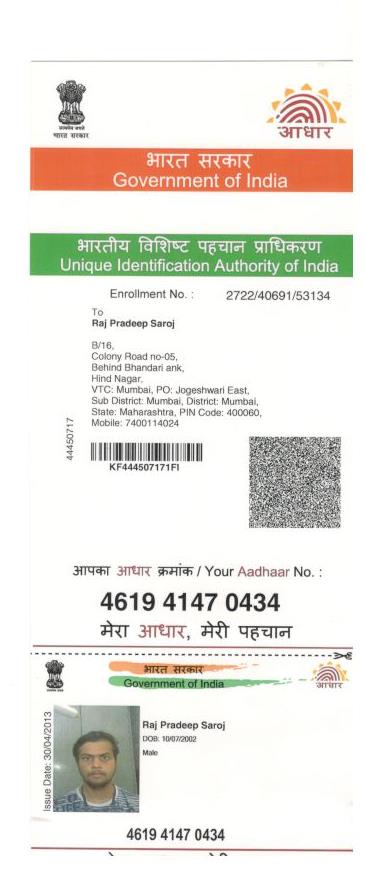 सत्यमेव जयते
भारत सरकार
आधार
भारत सरकार
Government of India
भारतीय विशिष्ट पहचान प्राधिकरण
Unique Identification Authority of India
Enrollment No. : 2722/40691/53134
To
Raj Pradeep Saroj
B/16,
Colony Road no-05,
Behind Bhandari ank,
Hind Nagar,
VTC: Mumbai, PO: Jogeshwari East,
Sub District: Mumbai, District: Mumbai,
State: Maharashtra, PIN Code: 400060,
Mobile: 7400114024
44450717
KF444507171FI
आपका आधार क्रमांक / Your Aadhaar No. :
4619 4147 0434
मेरा आधार, मेरी पहचान
भारत सरकार
Government of India
आधार
Issue Date: 30/04/2013
Raj Pradeep Saroj
DOB: 10/07/2002
Male
4619 4147 0434